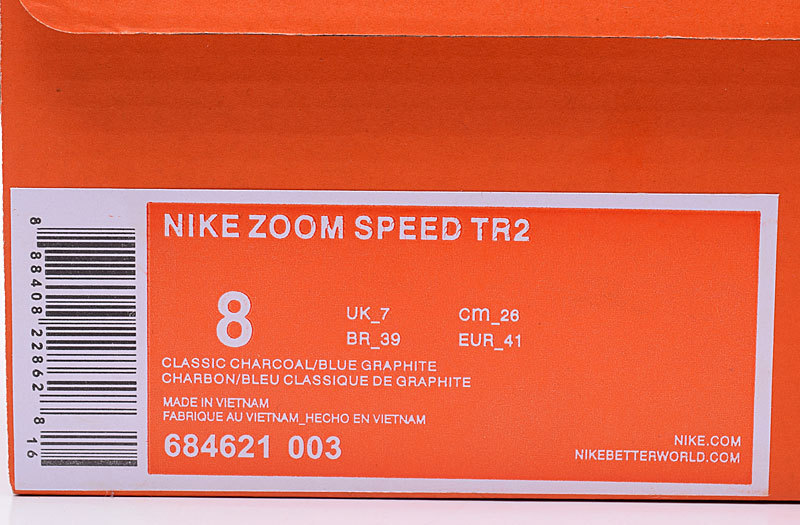 NIKE ZOOM SPEED TR2
8
UK_7 cm_26
BR_39 EUR_41
CLASSIC CHARCOAL/BLUE GRAPHITE
CHARBON/BLEU CLASSIQUE DE GRAPHITE
MADE IN VIETNAM
FABRIQUE AU VIETNAM_HECHO EN VIETNAM
684621 003
NIKE.COM
NIKEBETTERWORLD.COM
8 88408 22862 8 16